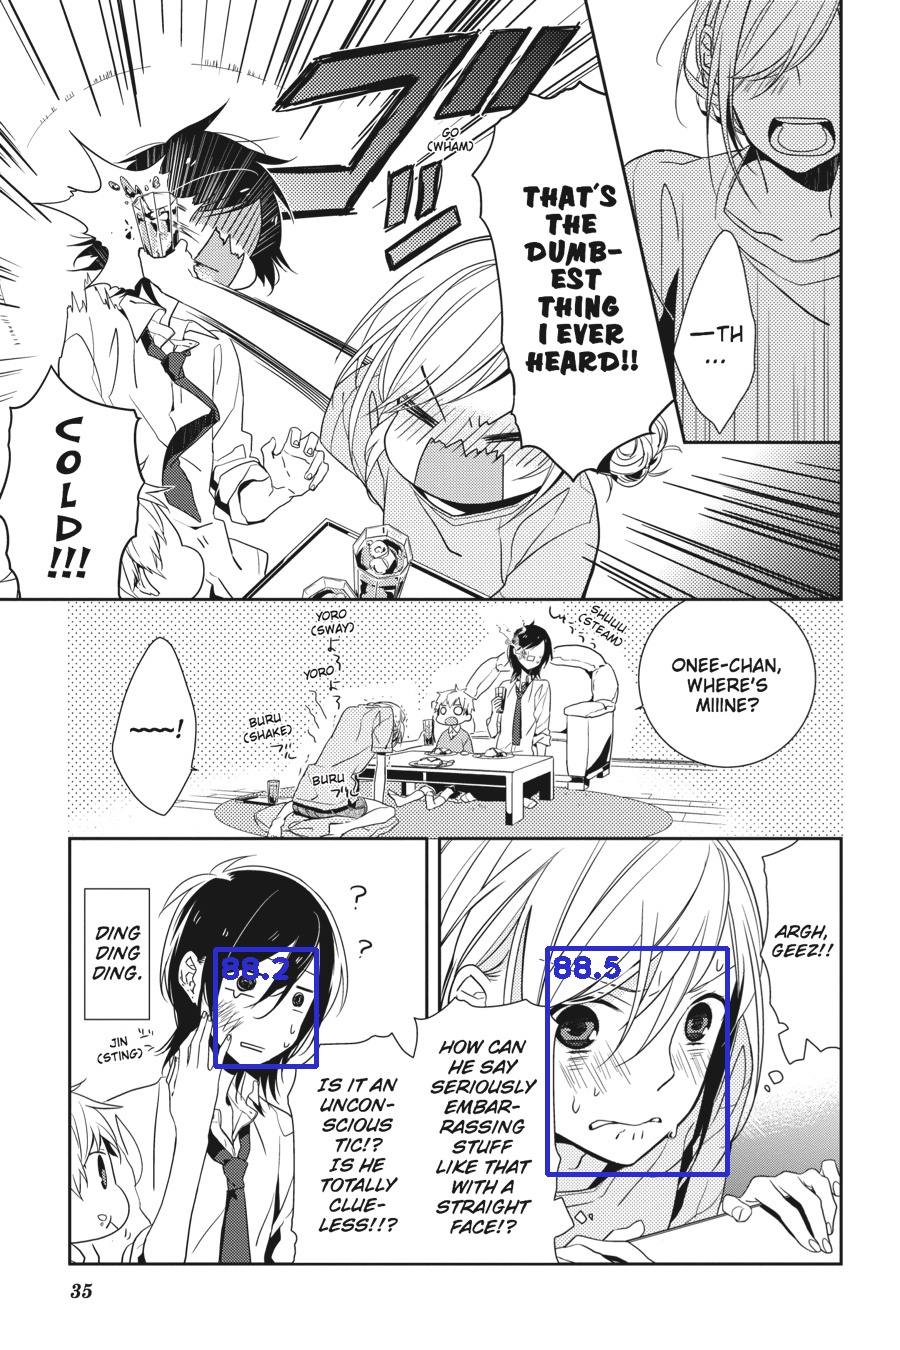 —TH
...
THAT'S
THE
DUMB-
EST
THING
I EVER
HEARD!!
GO
(WHAM)
ブッ
COLD!!!
ONEE-CHAN,
WHERE'S
MIIINE?
SHUUU
(STEAM)
YORO
(SWAY)
YORO
BURU
(SHAKE)
BURU
~~~~!
ARGH,
GEEZ!!
88.5
HOW CAN
HE SAY
SERIOUSLY
EMBAR-
RASSING
STUFF
LIKE THAT
WITH A
STRAIGHT
FACE!?
IS IT AN
UNCON-
SCIOUS
TIC!?
IS HE
TOTALLY
CLUE-
LESS!!?
?
?
88.2
DING
DING
DING.
JIN
(STING)
35